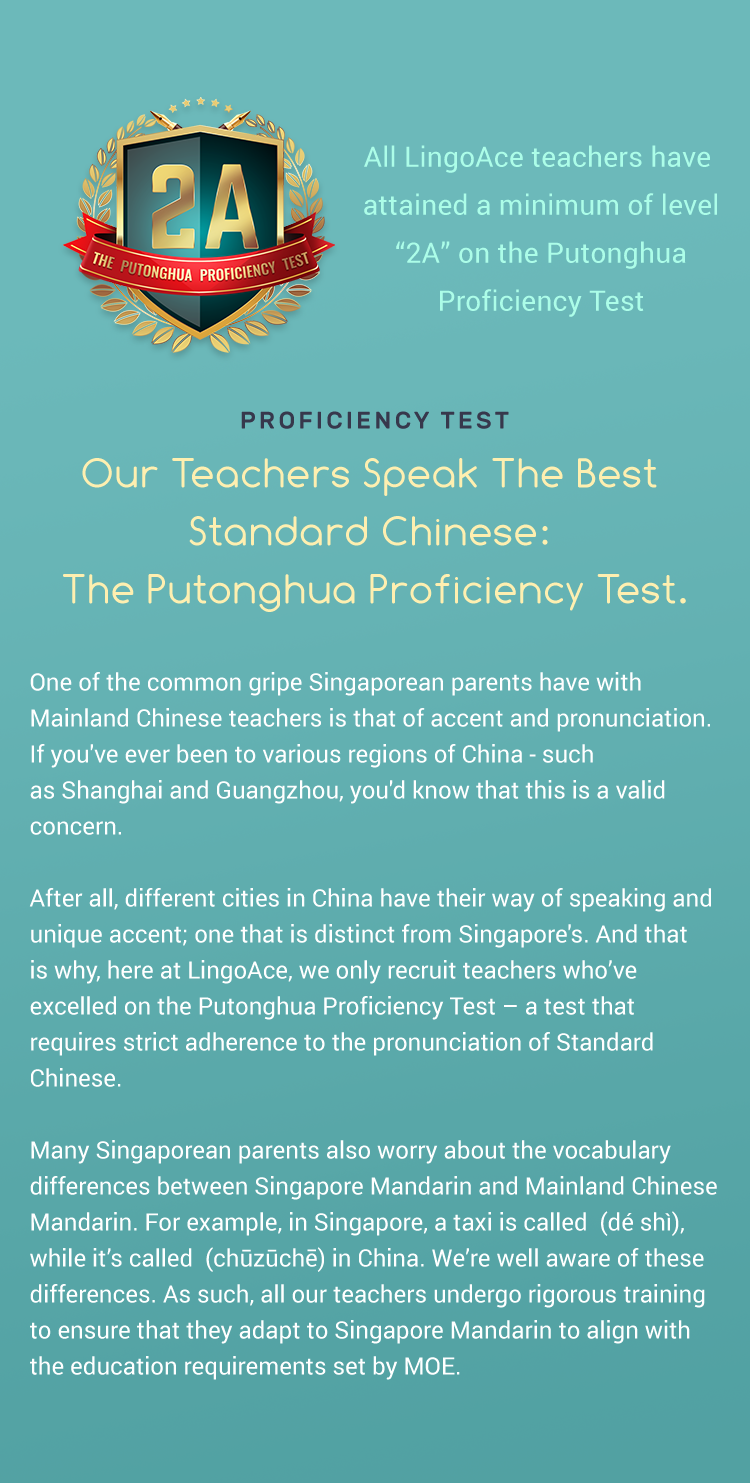 2A
THE PUTONGHUA PROFICIENCY TEST
All LingoAce teachers have
attained a minimum of level
“2A” on the Putonghua
Proficiency Test
PROFICIENCY TEST
Our Teachers Speak The Best
Standard Chinese:
The Putonghua Proficiency Test.
One of the common gripe Singaporean parents have with
Mainland Chinese teachers is that of accent and pronunciation.
If you've ever been to various regions of China - such
as Shanghai and Guangzhou, you'd know that this is a valid
concern.
After all, different cities in China have their way of speaking and
unique accent; one that is distinct from Singapore's. And that
is why, here at LingoAce, we only recruit teachers who’ve
excelled on the Putonghua Proficiency Test – a test that
requires strict adherence to the pronunciation of Standard
Chinese.
Many Singaporean parents also worry about the vocabulary
differences between Singapore Mandarin and Mainland Chinese
Mandarin. For example, in Singapore, a taxi is called  (dé shì),
while it’s called  (chūzūchē) in China. We’re well aware of these
differences. As such, all our teachers undergo rigorous training
to ensure that they adapt to Singapore Mandarin to align with
the education requirements set by MOE.